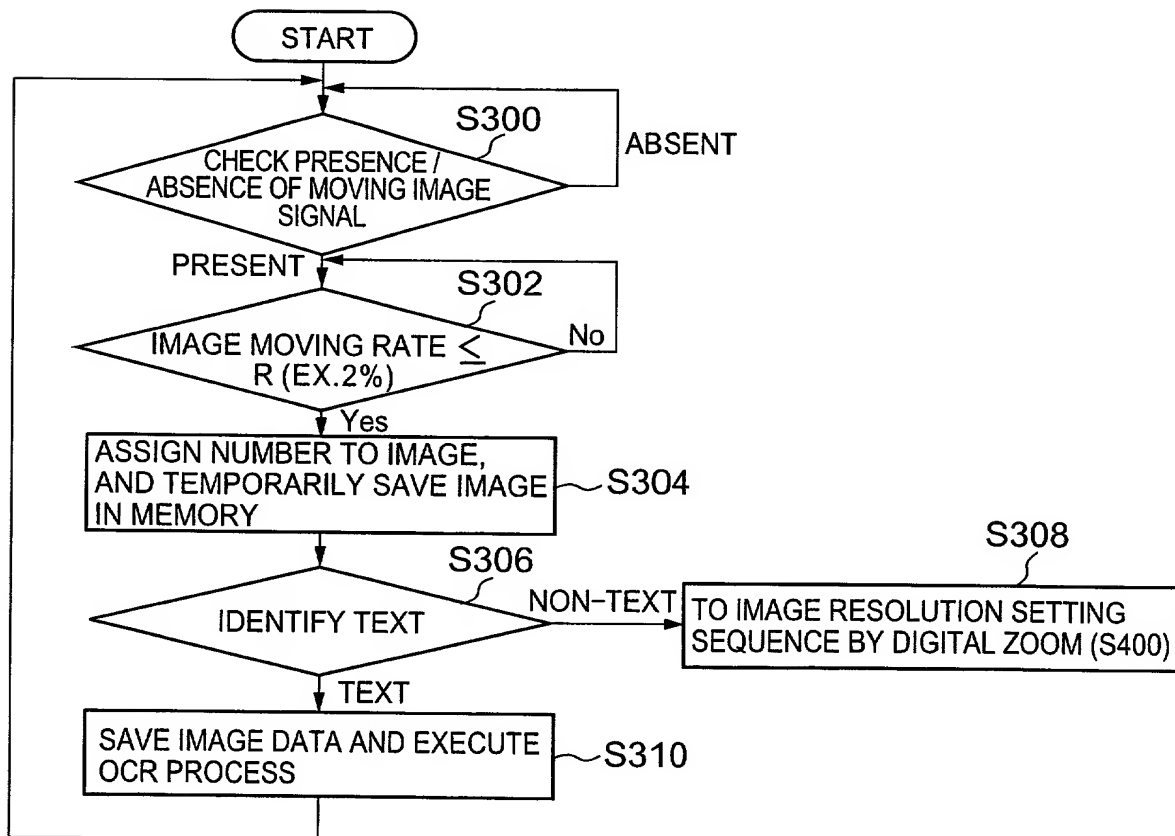 START
S300
CHECK PRESENCE /
ABSENCE OF MOVING IMAGE
SIGNAL
ABSENT
PRESENT
S302
IMAGE MOVING RATE ≤
R (EX.2%)
No
Yes
ASSIGN NUMBER TO IMAGE,
AND TEMPORARILY SAVE IMAGE
IN MEMORY
S304
S306
IDENTIFY TEXT
NON-TEXT
S308
TO IMAGE RESOLUTION SETTING
SEQUENCE BY DIGITAL ZOOM (S400)
TEXT
SAVE IMAGE DATA AND EXECUTE
OCR PROCESS
S310